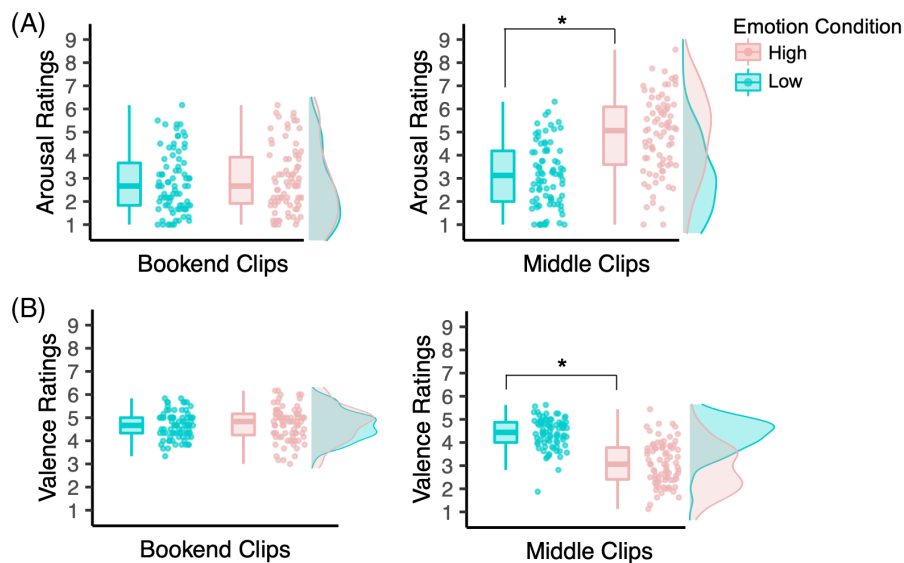 (A)
Arousal Ratings
9
8
7
6
5
4
3
2
1
Bookend Clips
Arousal Ratings
9
8
7
6
5
4
3
2
1
*
Middle Clips
Emotion Condition
High
Low
(B)
Valence Ratings
9
8
7
6
5
4
3
2
1
Bookend Clips
Valence Ratings
9
8
7
6
5
4
3
2
1
*
Middle Clips